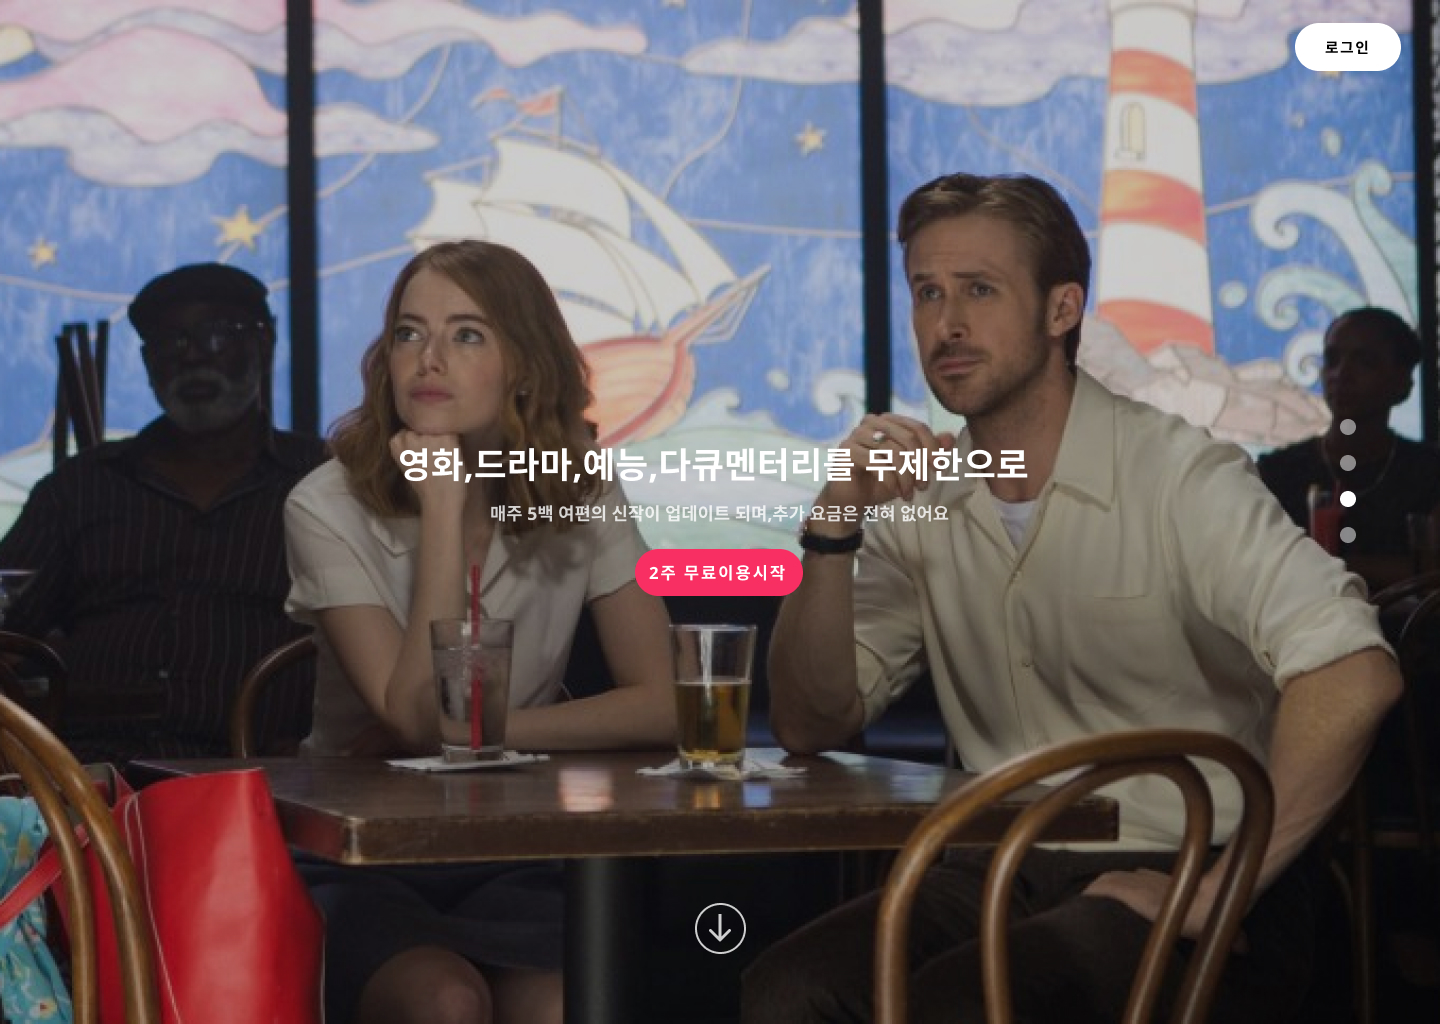 로그인
영화,드라마,예능,다큐멘터리를 무제한으로
매주 5백 여편의 신작이 업데이트 되며,추가 요금은 전혀 없어요
2주 무료이용시작